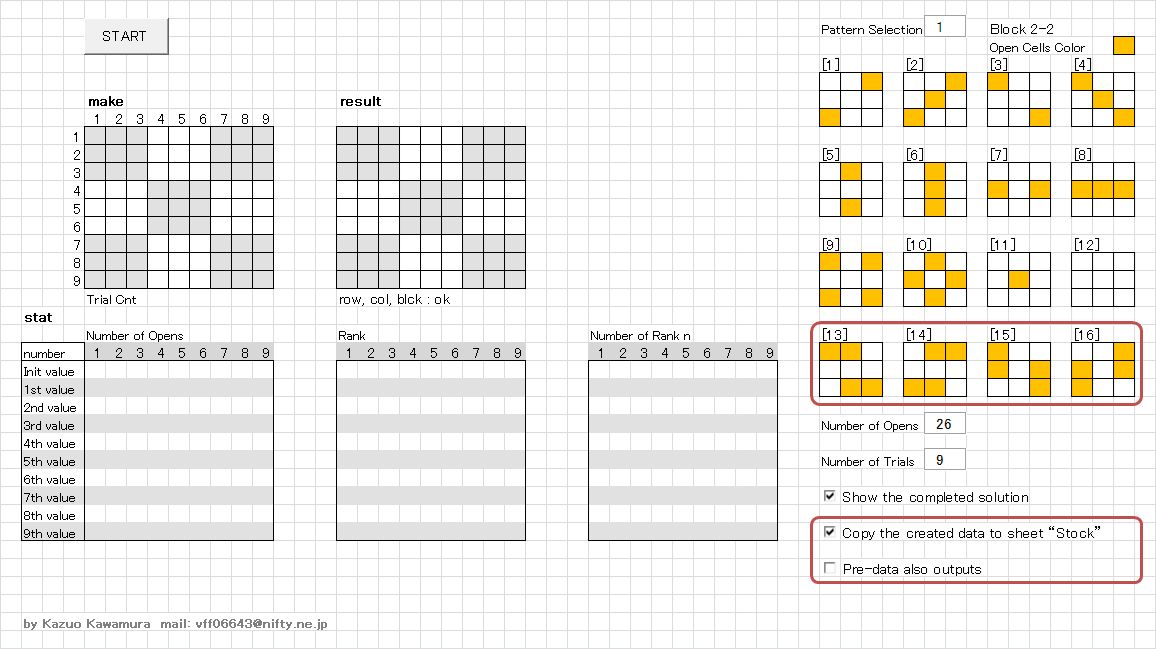 START
Pattern Selection 1
Block 2-2
Open Cells Color
[1] [2] [3] [4]
make
result
1 2 3 4 5 6 7 8 9
1
2
3
4
5
6
7
8
9
[5] [6] [7] [8]
[9] [10] [11] [12]
Trial Cnt
row, col, blck : ok
stat
Number of Opens
Rank
Number of Rank n
number 1 2 3 4 5 6 7 8 9 1 2 3 4 5 6 7 8 9 1 2 3 4 5 6 7 8 9
Init value
1st value
2nd value
3rd value
4th value
5th value
6th value
7th value
8th value
9th value
[13] [14] [15] [16]
Number of Opens 26
Number of Trials 9
Show the completed solution
Copy the created data to sheet “Stock”
Pre-data also outputs
by Kazuo Kawamura mail: vff06643@nifty.ne.jp